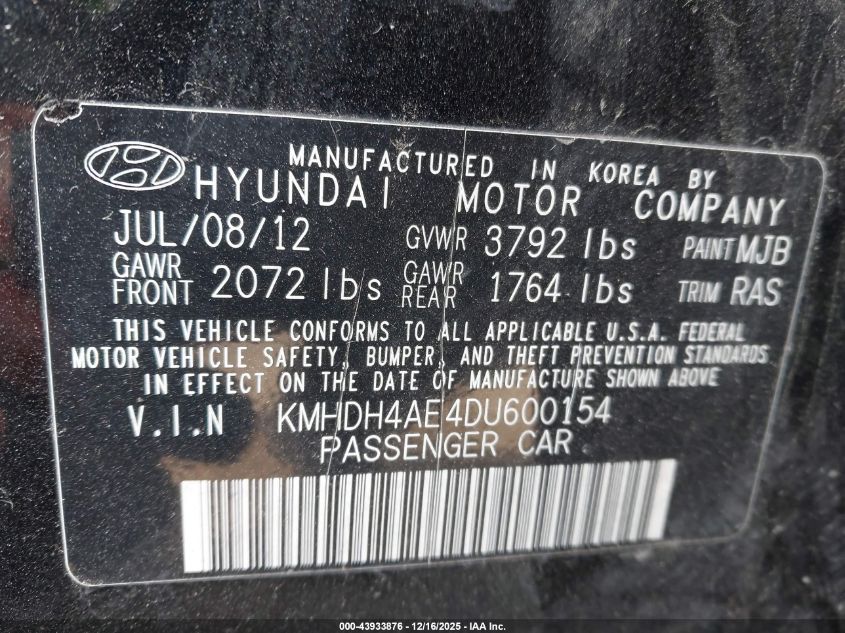 MANUFACTURED IN KOREA BY
HYUNDAI MOTOR COMPANY
JUL/08/12 GVWR 3792 lbs PAINT MJB
GAWR FRONT 2072 lbs GAWR REAR 1764 lbs TRIM RAS
THIS VEHICLE CONFORMS TO ALL APPLICABLE U.S.A. FEDERAL
MOTOR VEHICLE SAFETY, BUMPER, AND THEFT PREVENTION STANDARDS
IN EFFECT ON THE DATE OF MANUFACTURE SHOWN ABOVE
V.I.N KMHDH4AE4DU600154
PASSENGER CAR
000-43933876 - 12/16/2025 - IAA Inc.